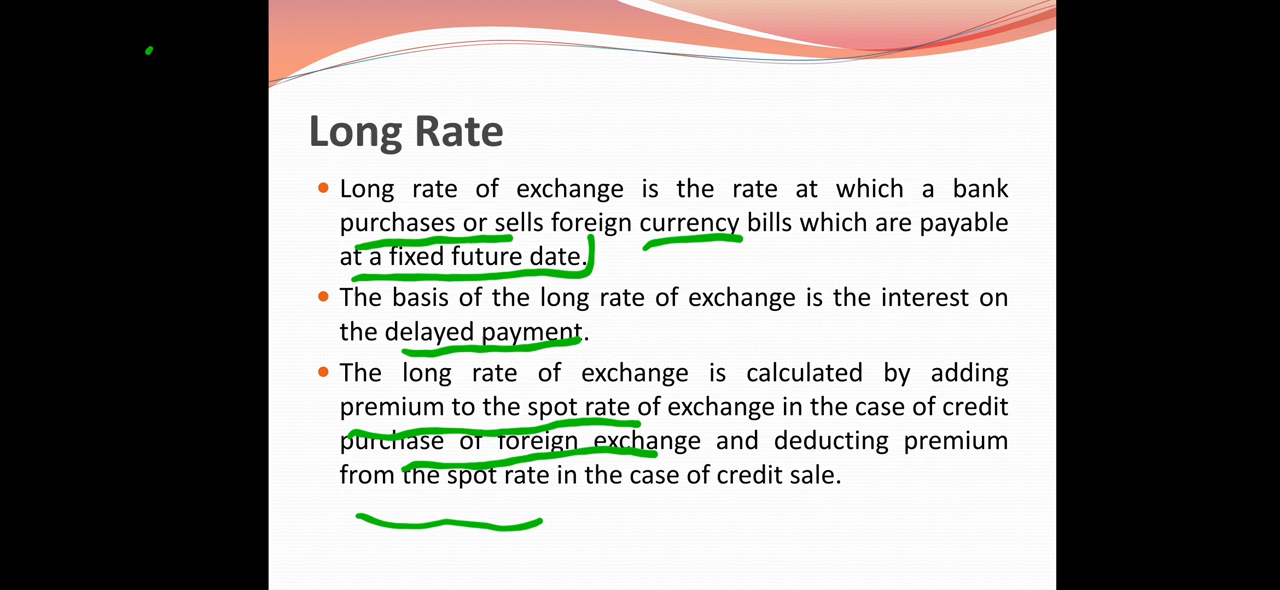 Long Rate
• Long rate of exchange is the rate at which a bank
purchases or sells foreign currency bills which are payable
at a fixed future date.
• The basis of the long rate of exchange is the interest on
the delayed payment.
• The long rate of exchange is calculated by adding
premium to the spot rate of exchange in the case of credit
purchase of foreign exchange and deducting premium
from the spot rate in the case of credit sale.